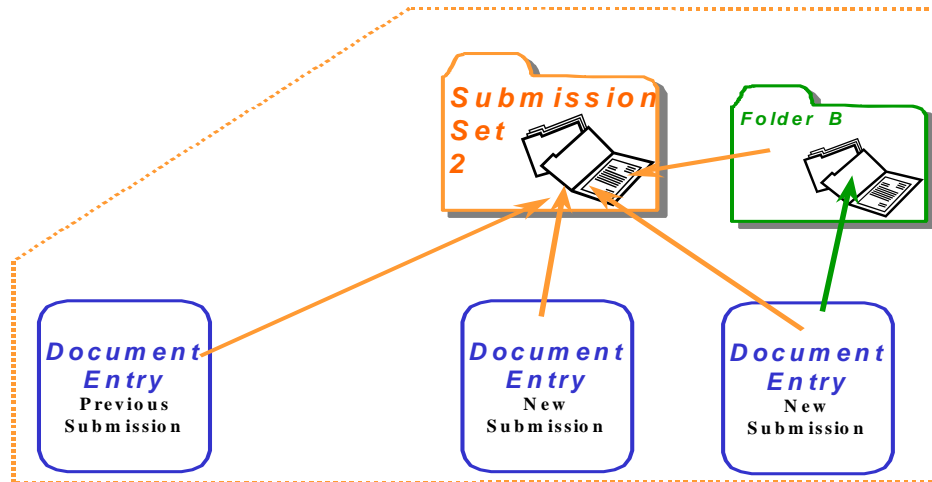 Submission
Set
2
Folder B
Document
Entry
Previous
Submission
Document
Entry
New
Submission
Document
Entry
New
Submission